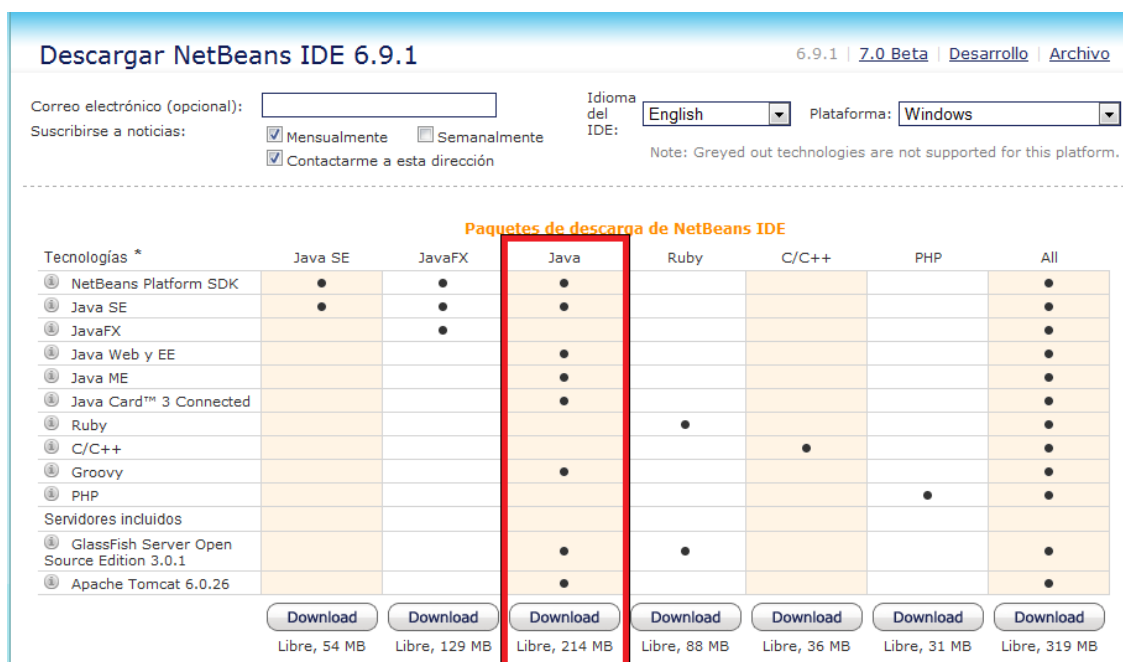 Descargar NetBeans IDE 6.9.1
6.9.1 | 7.0 Beta | Desarrollo | Archivo
Correo electrónico (opcional):
Idioma del IDE:
English
Plataforma:
Windows
Suscribirse a noticias:
Mensualmente
Semanalmente
Contactarme a esta dirección
Note: Greyed out technologies are not supported for this platform.
Paquetes de descarga de NetBeans IDE
Tecnologías * Java SE JavaFX Java Ruby C/C++ PHP All
NetBeans Platform SDK
Java SE
JavaFX
Java Web y EE
Java ME
Java Card™ 3 Connected
Ruby
C/C++
Groovy
PHP
Servidores incluidos
GlassFish Server Open
Source Edition 3.0.1
Apache Tomcat 6.0.26
Download Download Download Download Download Download Download
Libre, 54 MB Libre, 129 MB Libre, 214 MB Libre, 88 MB Libre, 36 MB Libre, 31 MB Libre, 319 MB